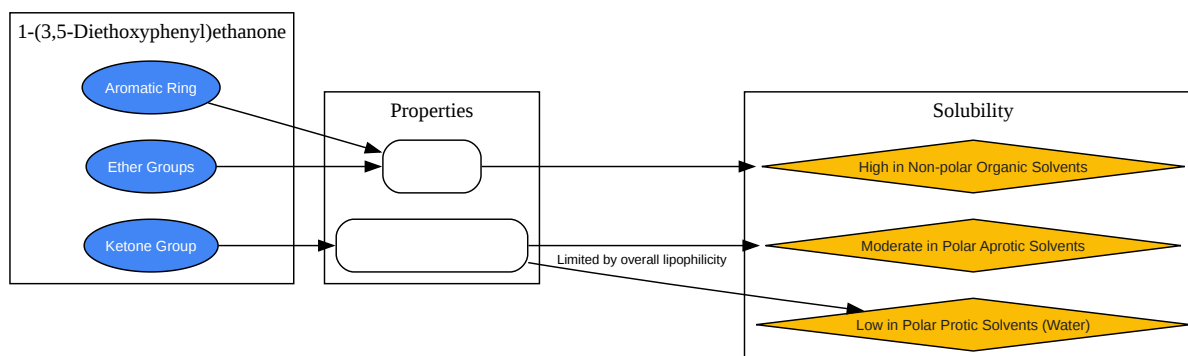 1-(3,5-Diethoxyphenyl)ethanone
Aromatic Ring
Ether Groups
Ketone Group
Properties
Limited by overall lipophilicity
Solubility
High in Non-polar Organic Solvents
Moderate in Polar Aprotic Solvents
Low in Polar Protic Solvents (Water)